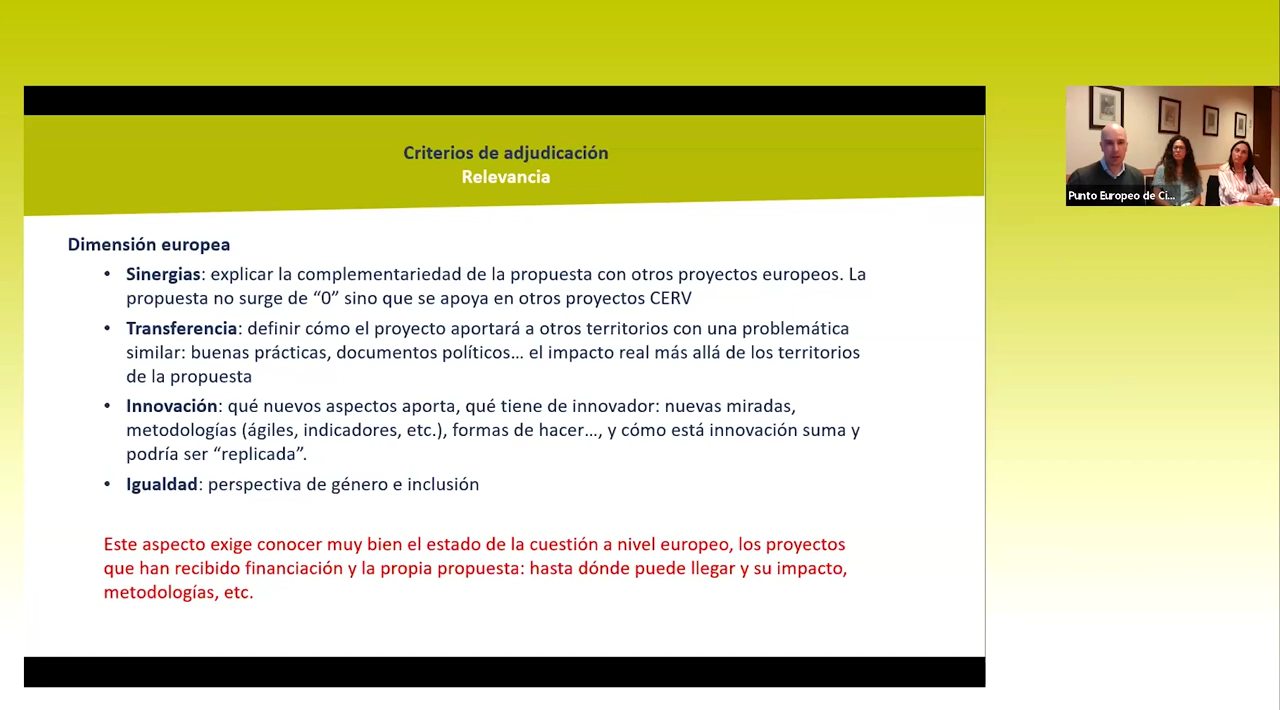 Criterios de adjudicación
Relevancia
Dimensión europea
• Sinergias: explicar la complementariedad de la propuesta con otros proyectos europeos. La
propuesta no surge de “0” sino que se apoya en otros proyectos CERV
• Transferencia: definir cómo el proyecto aportará a otros territorios con una problemática
similar: buenas prácticas, documentos políticos… el impacto real más allá de los territorios
de la propuesta
• Innovación: qué nuevos aspectos aporta, qué tiene de innovador: nuevas miradas,
metodologías (ágiles, indicadores, etc.), formas de hacer…, y cómo está innovación suma y
podría ser “replicada”.
• Igualdad: perspectiva de género e inclusión
Este aspecto exige conocer muy bien el estado de la cuestión a nivel europeo, los proyectos
que han recibido financiación y la propia propuesta: hasta dónde puede llegar y su impacto,
metodologías, etc.
Punto Europeo de Ci...